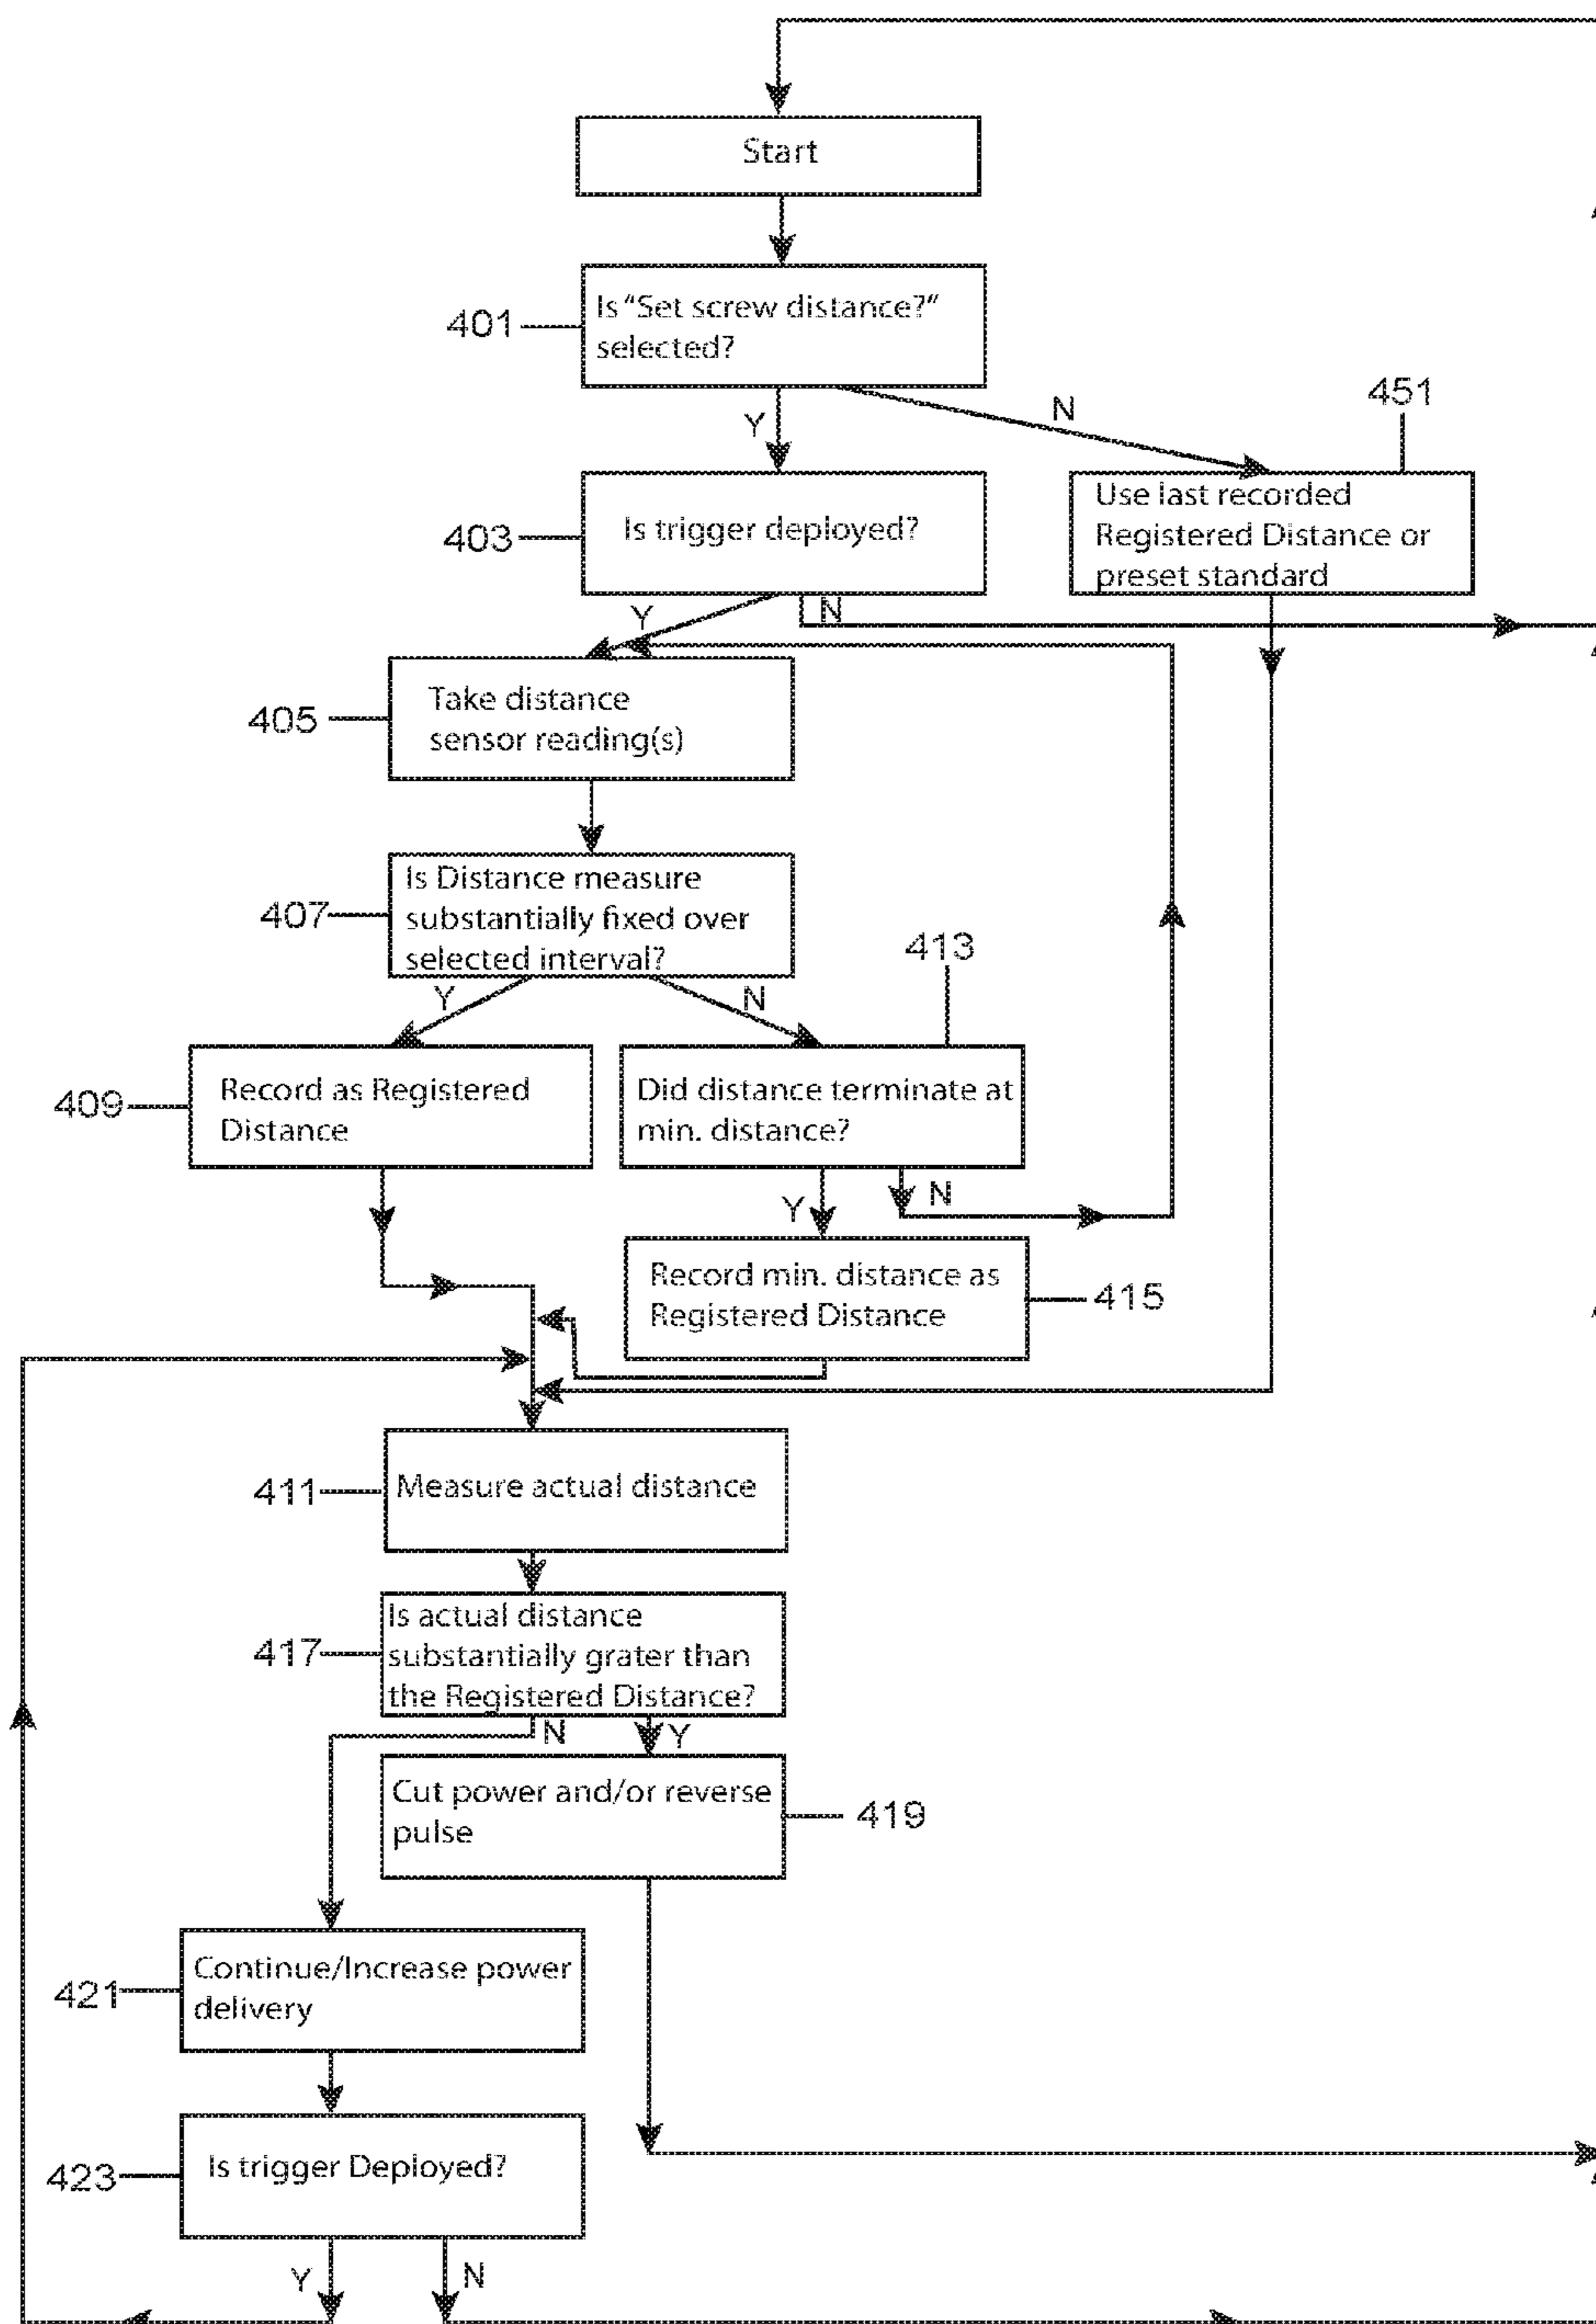 Start
401
Is “Set screw distance?”
selected?
Y
N
451
403
Is trigger deployed?
Use last recorded
Registered Distance or
preset standard
Y
N
405
Take distance
sensor reading(s)
407
Is Distance measure
substantially fixed over
selected interval?
413
Y
N
409
Record as Registered
Distance
Did distance terminate at
min. distance?
Y
N
Record min. distance as
Registered Distance
415
411
Measure actual distance
417
Is actual distance
substantially grater than
the Registered Distance?
N
Y
Cut power and/or reverse
pulse
419
421
Continue/Increase power
delivery
423
Is trigger Deployed?
Y
N